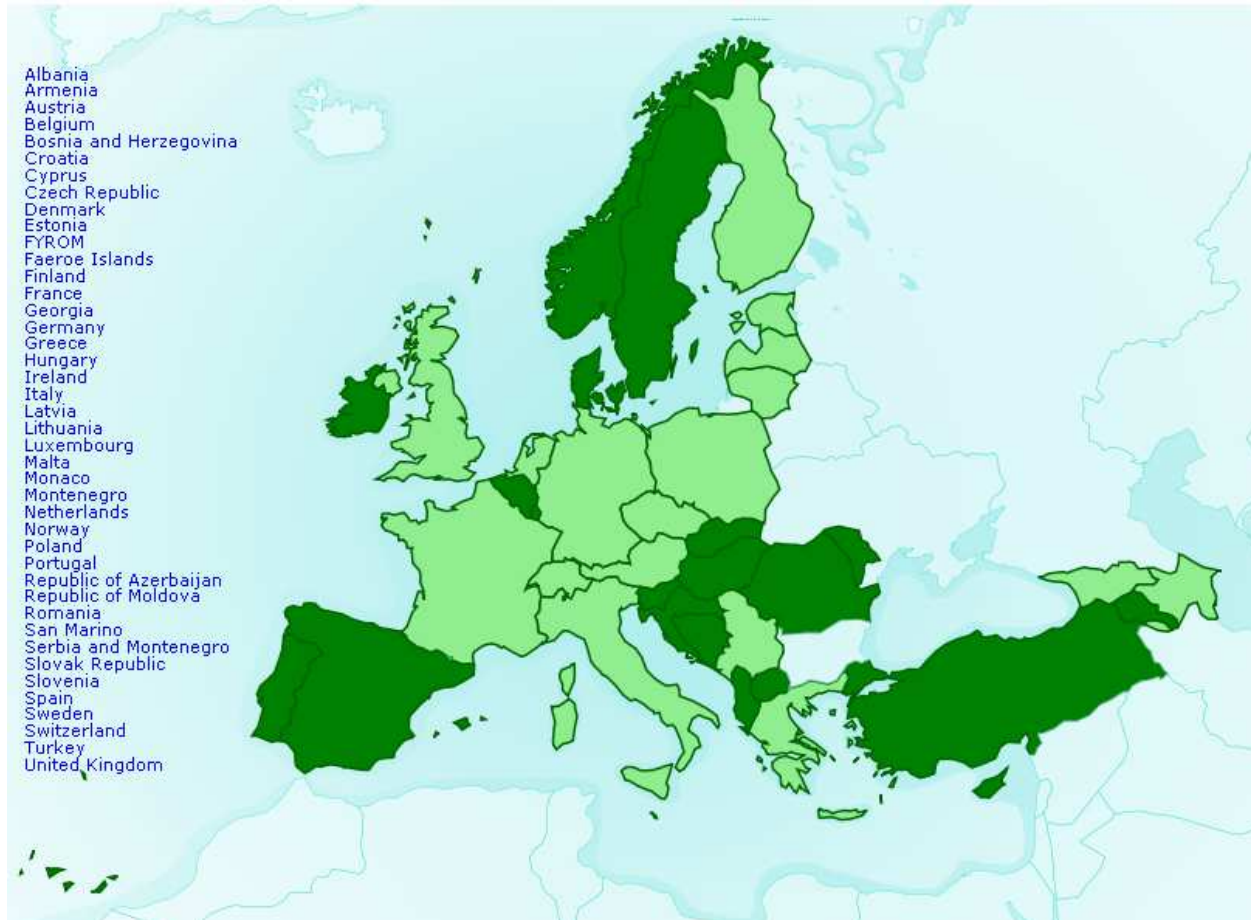 Albania
Armenia
Austria
Belgium
Bosnia and Herzegovina
Croatia
Cyprus
Czech Republic
Denmark
Estonia
FYROM
Faeroe Islands
Finland
France
Georgia
Germany
Greece
Hungary
Ireland
Italy
Latvia
Lithuania
Luxembourg
Malta
Monaco
Montenegro
Netherlands
Norway
Poland
Portugal
Republic of Azerbaijan
Republic of Moldova
Romania
San Marino
Serbia and Montenegro
Slovak Republic
Slovenia
Spain
Sweden
Switzerland
Turkey
United Kingdom